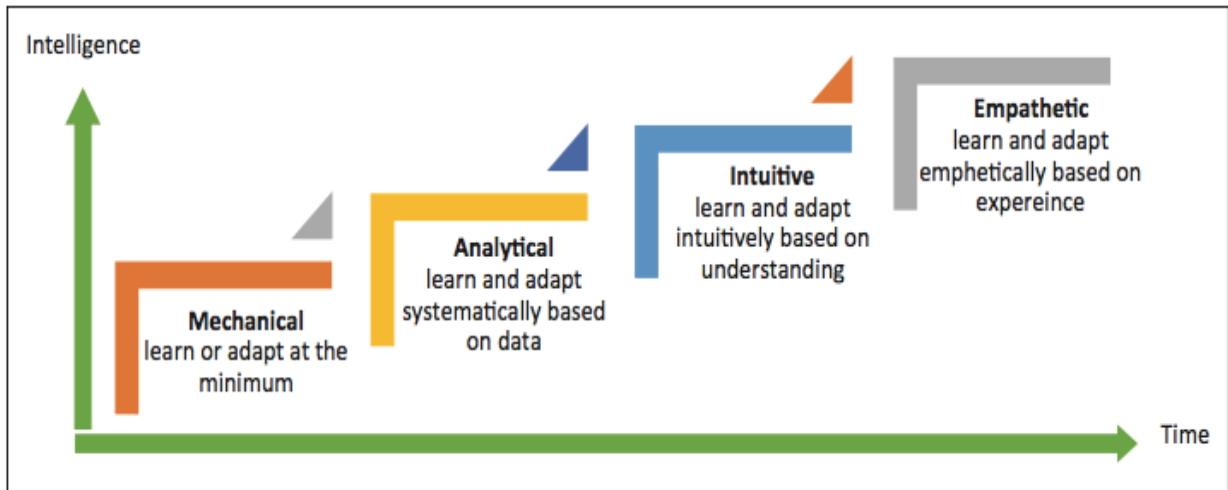 Intelligence
Mechanical
learn or adapt at the
minimum
Analytical
learn and adapt
systematically based
on data
Intuitive
learn and adapt
intuitively based on
understanding
Empathetic
learn and adapt
emphetically based on
expereince
Time